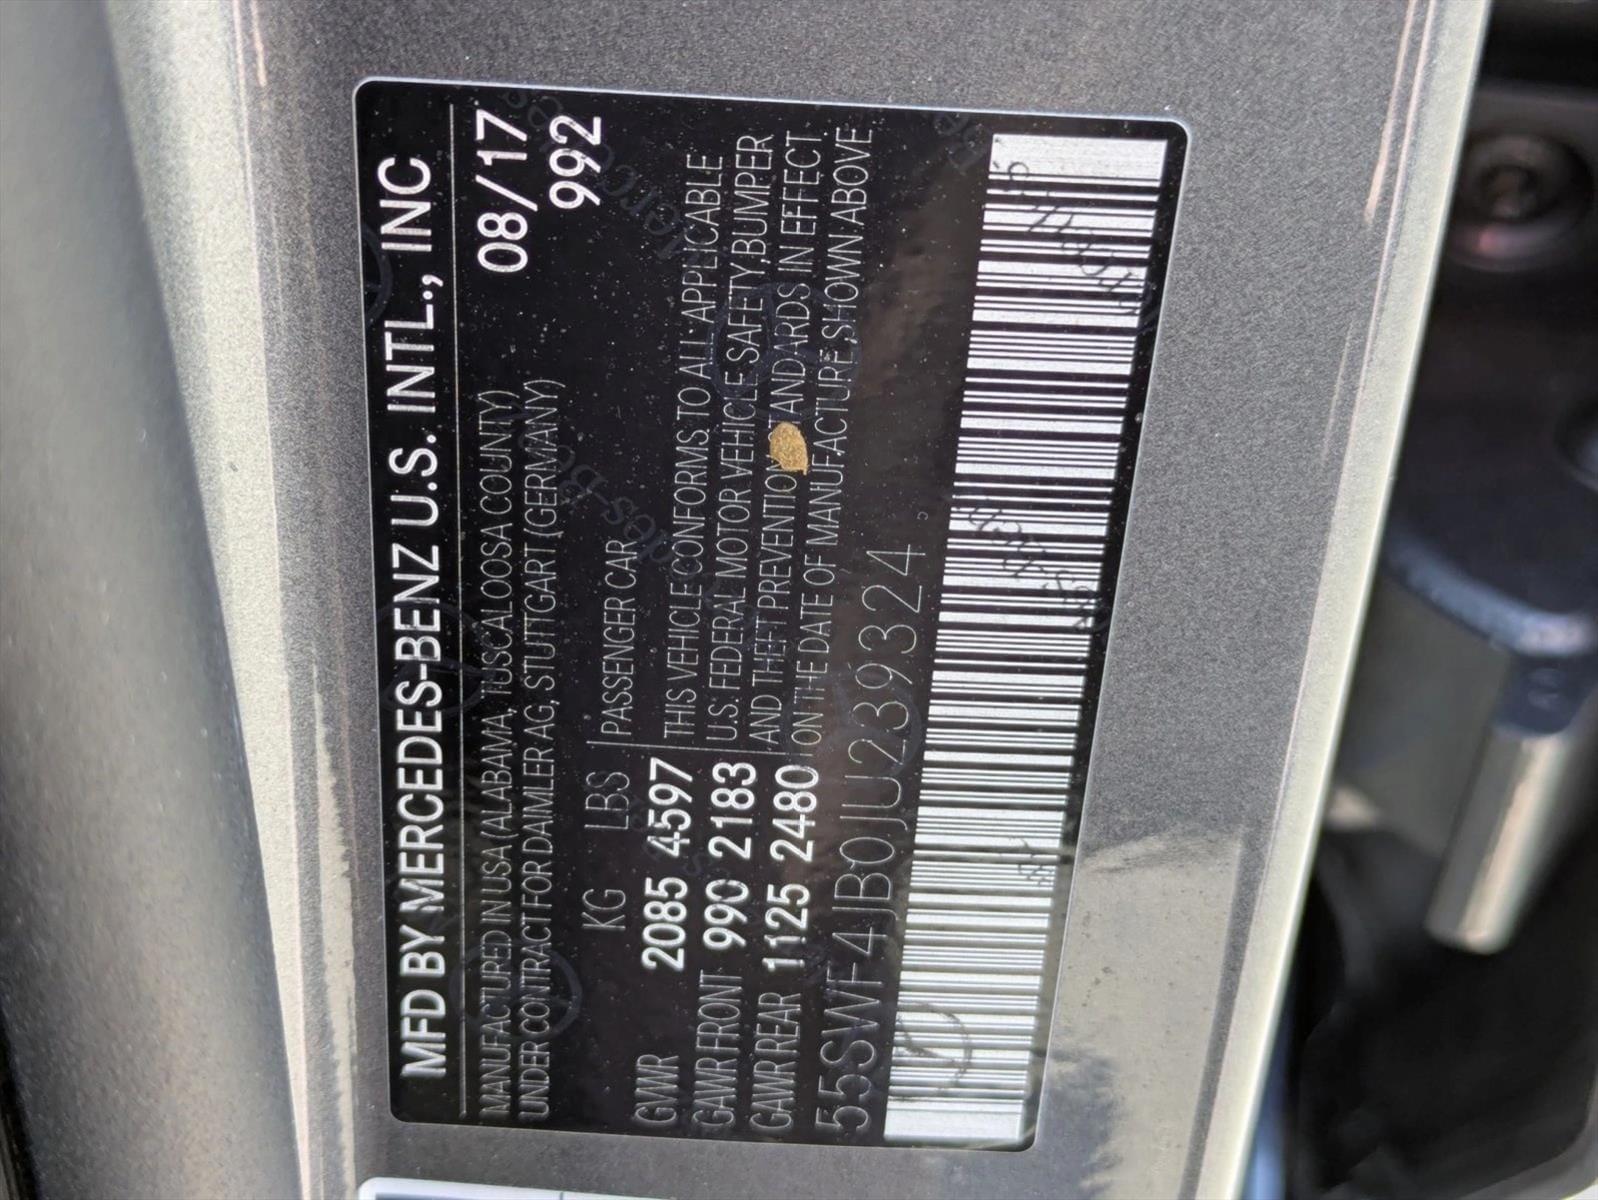 MFD BY MERCEDES-BENZ U.S. INTL., INC
MANUFACTURED IN USA (ALABAMA, TUSCALOOSA COUNTY) 08/17
UNDER CONTRACT FOR DAIMLER AG, STUTTGART (GERMANY) 992
KG LBS PASSENGER CAR
GVWR 2085 4597
GAWR FRONT 990 2183
GAWR REAR 1125 2480
THIS VEHICLE CONFORMS TO ALL APPLICABLE
U.S. FEDERAL MOTOR VEHICLE SAFETY,BUMPER
AND THEFT PREVENTION STANDARDS IN EFFECT
ON THE DATE OF MANUFACTURE,SHOWN ABOVE
55SWF4JB0JU239324